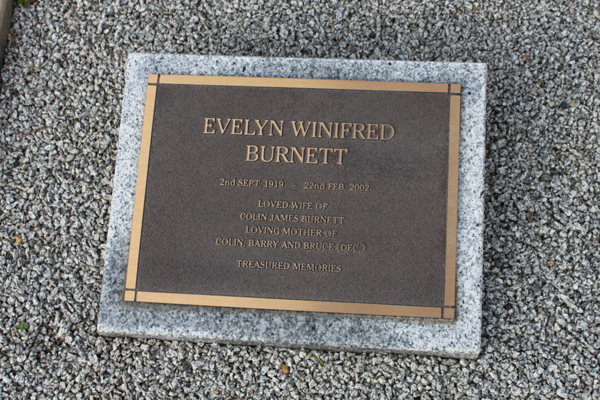 EVELYN WINIFRED
BURNETT
2nd SEPT. 1919 - 22nd FEB. 2002
LOVED WIFE OF
COLIN JAMES BURNETT
LOVING MOTHER OF
COLIN, BARRY AND BRUCE (DEC.)
TREASURED MEMORIES